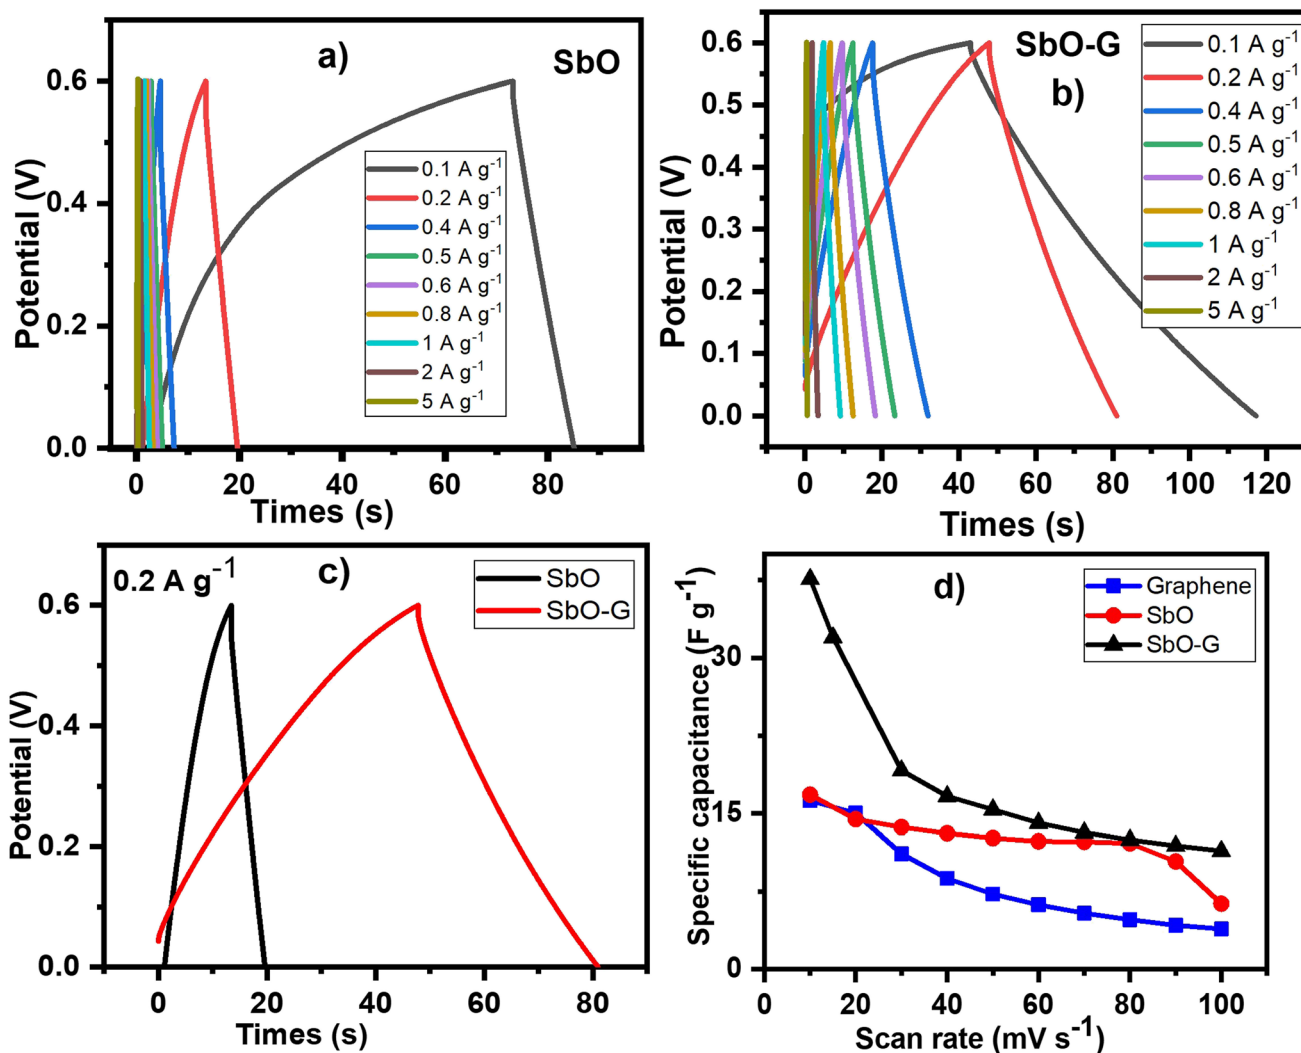 a)
SbO
Potential (V)
0.6
0.4
0.2
0.0
0.1 A g⁻¹
0.2 A g⁻¹
0.4 A g⁻¹
0.5 A g⁻¹
0.6 A g⁻¹
0.8 A g⁻¹
1 A g⁻¹
2 A g⁻¹
5 A g⁻¹
0 20 40 60 80
Times (s)
SbO-G
b)
Potential (V)
0.6
0.5
0.4
0.3
0.2
0.1
0.0
0.1 A g⁻¹
0.2 A g⁻¹
0.4 A g⁻¹
0.5 A g⁻¹
0.6 A g⁻¹
0.8 A g⁻¹
1 A g⁻¹
2 A g⁻¹
5 A g⁻¹
0 20 40 60 80 100 120
Times (s)
0.2 A g⁻¹
c)
SbO
SbO-G
Potential (V)
0.6
0.4
0.2
0.0
0 20 40 60 80
Times (s)
d)
Graphene
SbO
SbO-G
Specific capacitance (F g⁻¹)
30
15
0
0 20 40 60 80 100
Scan rate (mV s⁻¹)